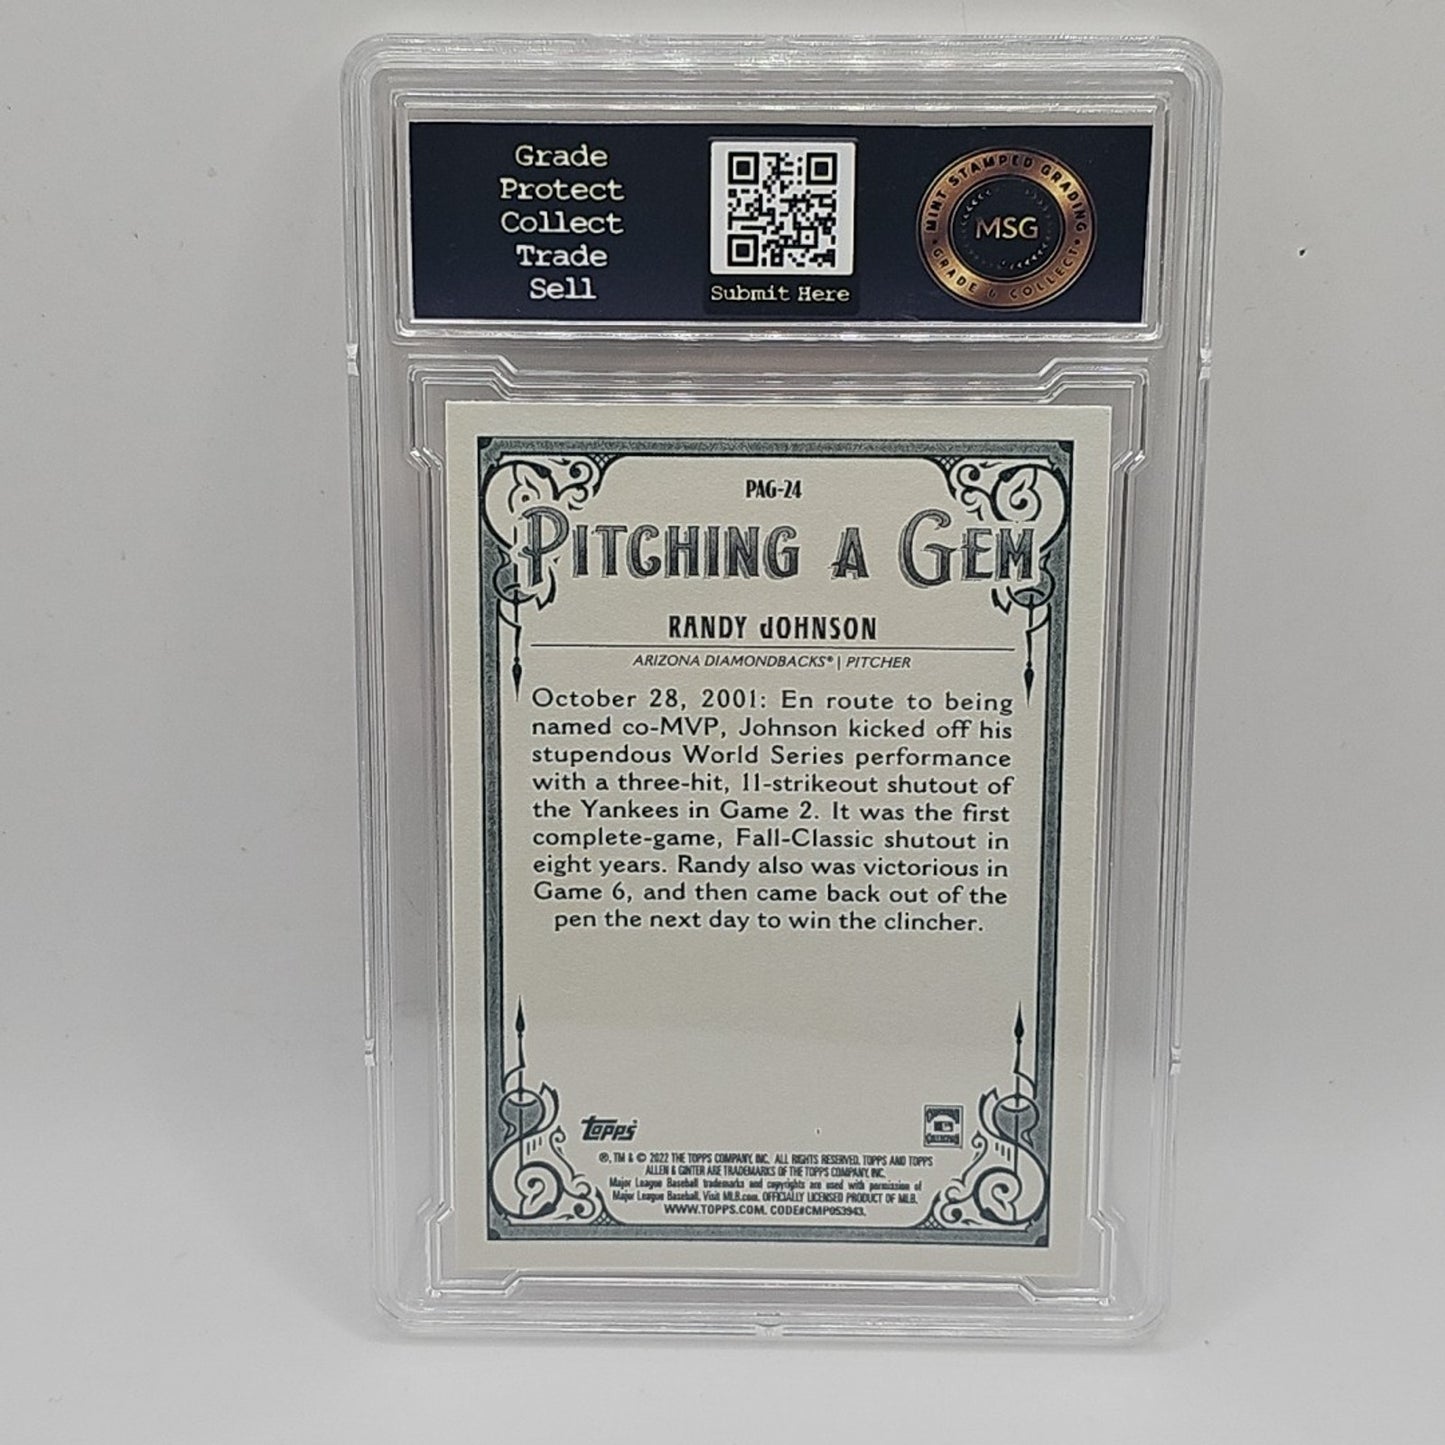 Grade
Protect
Collect
Trade
Sell
Submit Here
MINT STAMPED GRADING
MSG
GRADE & COLLECT
PAG-24
PITCHING A GEM
RANDY JOHNSON
ARIZONA DIAMONDBACKS® | PITCHER
October 28, 2001: En route to being
named co-MVP, Johnson kicked off his
stupendous World Series performance
with a three-hit, 11-strikeout shutout of
the Yankees in Game 2. It was the first
complete-game, Fall-Classic shutout in
eight years. Randy also was victorious in
Game 6, and then came back out of the
pen the next day to win the clincher.
Topps
®, TM & © 2022 THE TOPPS COMPANY, INC. ALL RIGHTS RESERVED. TOPPS AND TOPPS
ALLEN & GINTER ARE TRADEMARKS OF THE TOPPS COMPANY, INC.
Major League Baseball trademarks and copyrights are used with permission of
Major League Baseball. Visit MLB.com. OFFICIALLY LICENSED PRODUCT OF MLB.
WWW.TOPPS.COM. CODE#CMP053943.